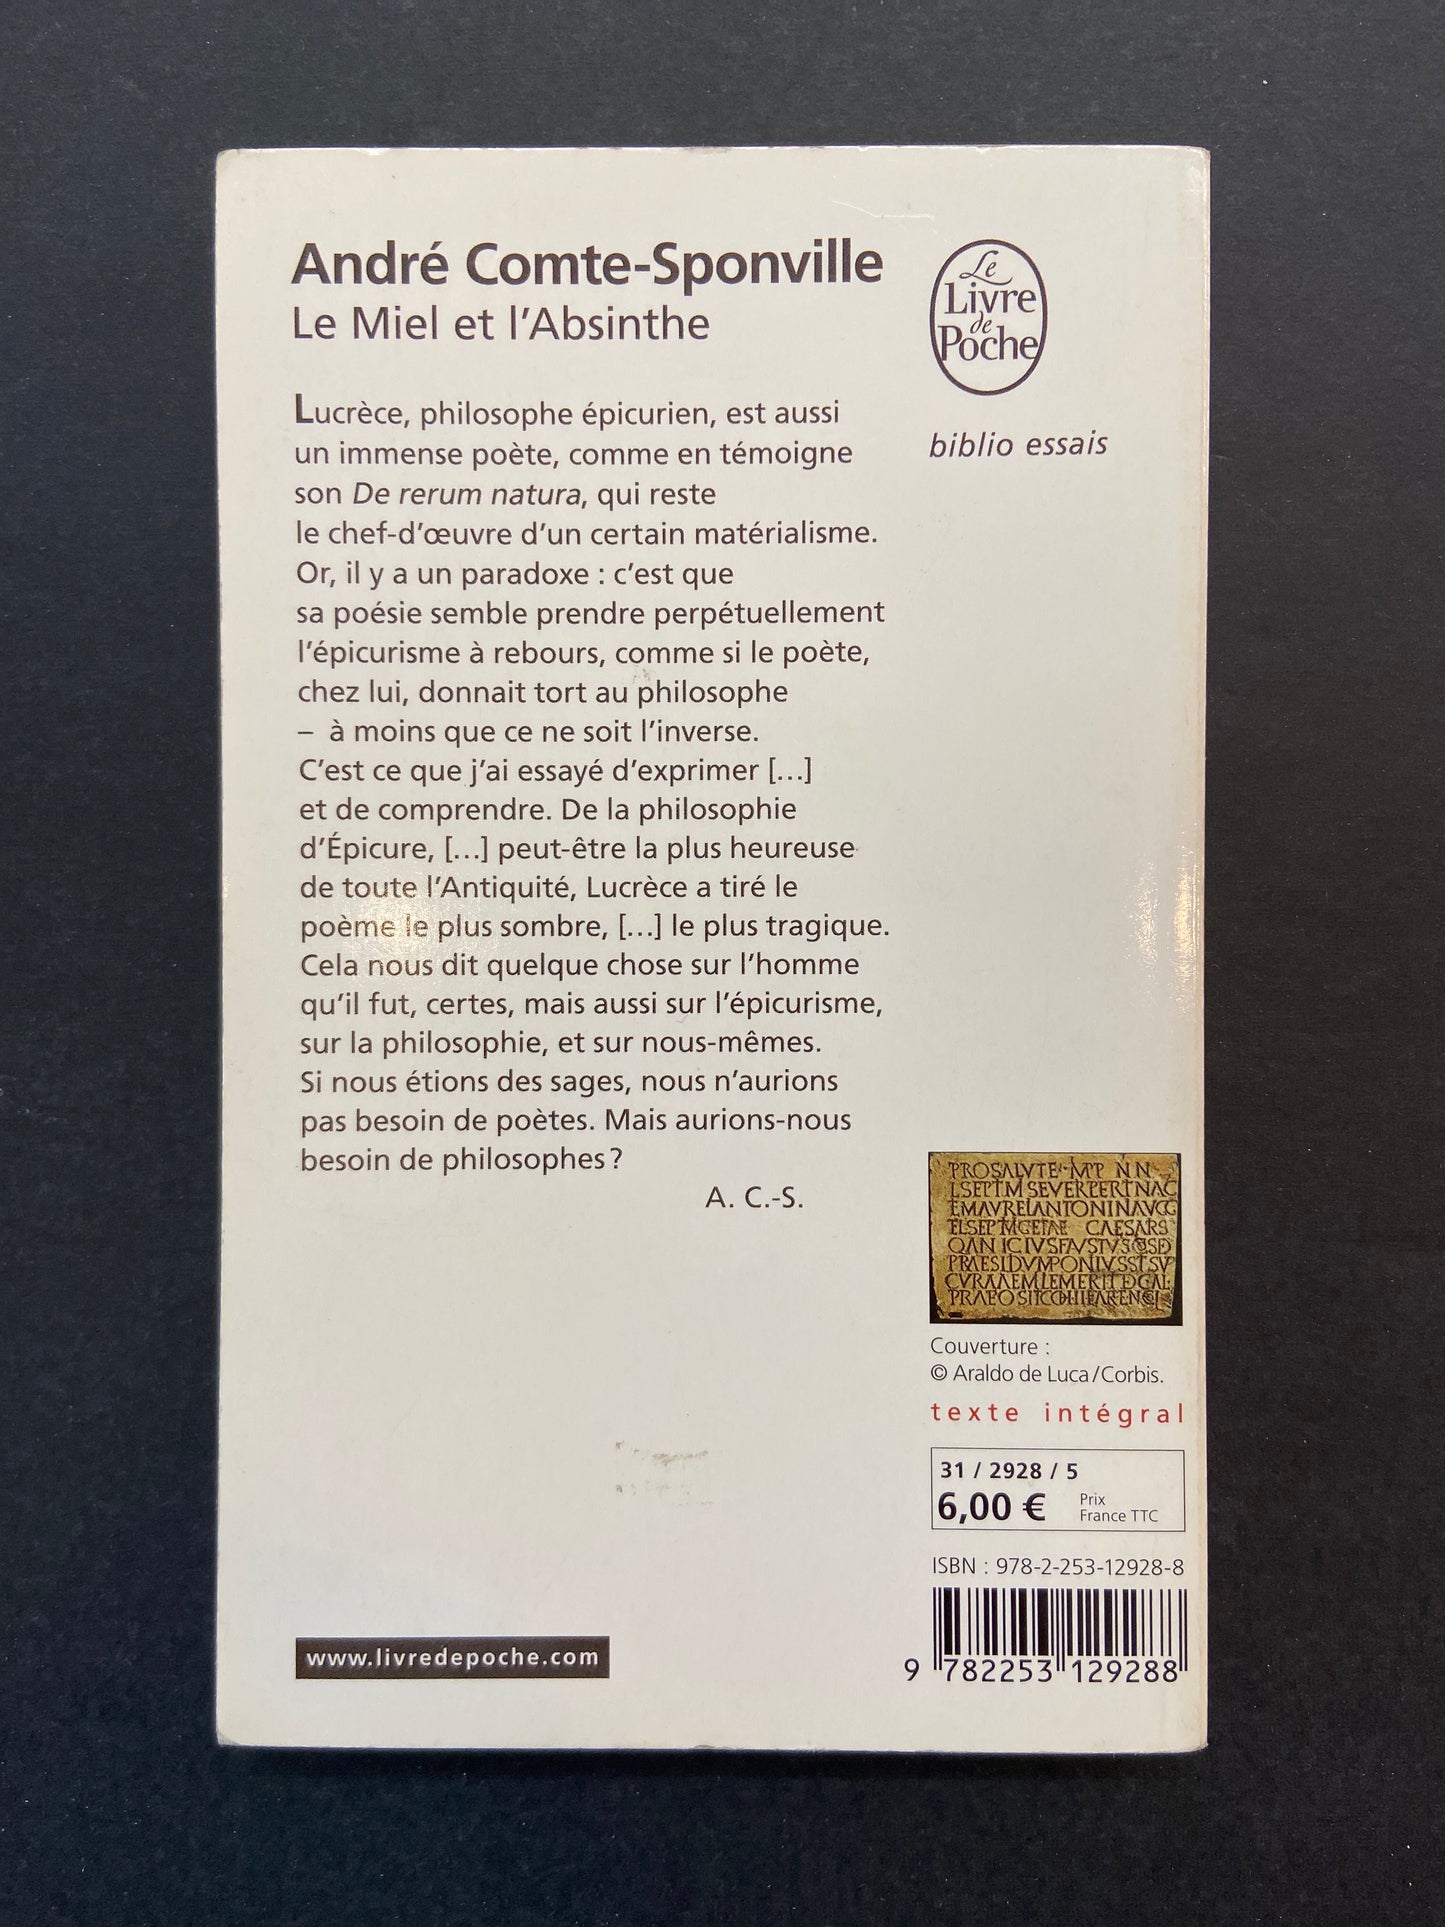 André Comte-Sponville
Le Miel et l'Absinthe
Le
Livre
de
Poche
biblio essais
Lucrèce, philosophe épicurien, est aussi
un immense poète, comme en témoigne
son De rerum natura, qui reste
le chef-d'œuvre d'un certain matérialisme.
Or, il y a un paradoxe : c'est que
sa poésie semble prendre perpétuellement
l'épicurisme à rebours, comme si le poète,
chez lui, donnait tort au philosophe
– à moins que ce ne soit l'inverse.
C'est ce que j'ai essayé d'exprimer [...]
et de comprendre. De la philosophie
d'Épicure, [...] peut-être la plus heureuse
de toute l'Antiquité, Lucrèce a tiré le
poème le plus sombre, [...] le plus tragique.
Cela nous dit quelque chose sur l'homme
qu'il fut, certes, mais aussi sur l'épicurisme,
sur la philosophie, et sur nous-mêmes.
Si nous étions des sages, nous n'aurions
pas besoin de poètes. Mais aurions-nous
besoin de philosophes ?
A. C.-S.
PROSALVTE
CAESARS
Couverture :
© Araldo de Luca/Corbis.
texte intégral
31 / 2928 / 5
6,00 € Prix
France TTC
ISBN : 978-2-253-12928-8
9 782253 129288
www.livredepoche.com